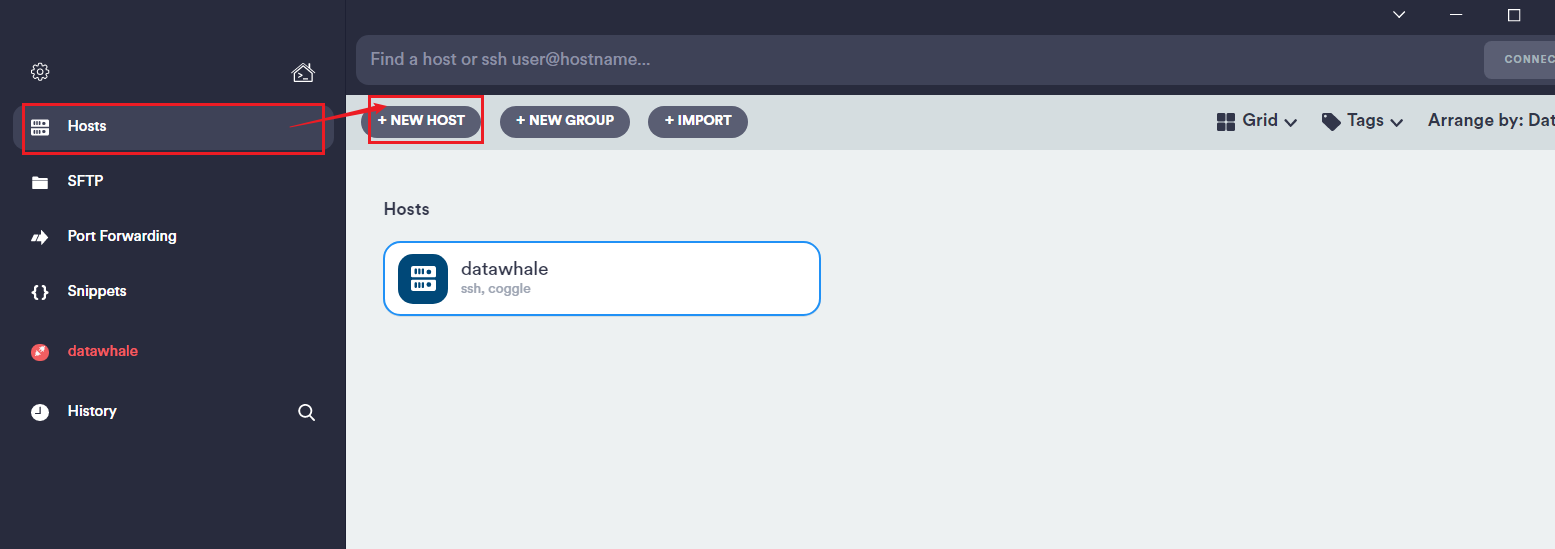 Find a host or ssh user@hostname...
CONNEC
Hosts
+ NEW HOST
+ NEW GROUP
+ IMPORT
Grid
Tags
Arrange by: Dat
SFTP
Port Forwarding
Snippets
datawhale
History
Hosts
datawhale
ssh, coggle